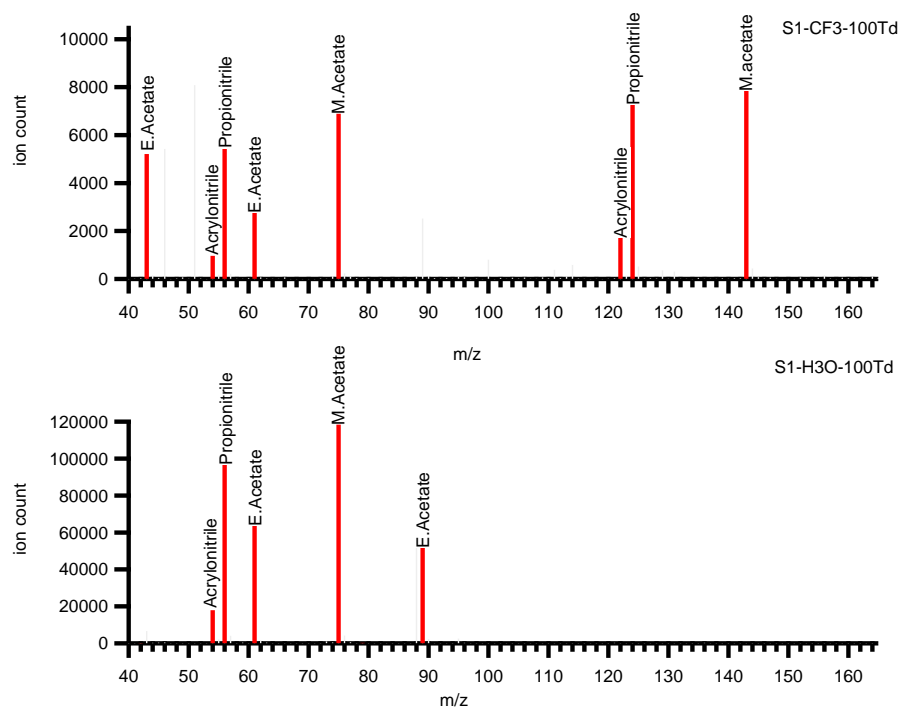 S1-CF3-100Td
ion count
10000
8000
6000
4000
2000
0
E.Acetate
Acrylonitrile
Propionitrile
E.Acetate
M.Acetate
Acrylonitrile
Propionitrile
M.acetate
40 50 60 70 80 90 100 110 120 130 140 150 160
m/z
S1-H3O-100Td
ion count
120000
100000
80000
60000
40000
20000
0
Acrylonitrile
Propionitrile
E.Acetate
M.Acetate
E.Acetate
40 50 60 70 80 90 100 110 120 130 140 150 160
m/z